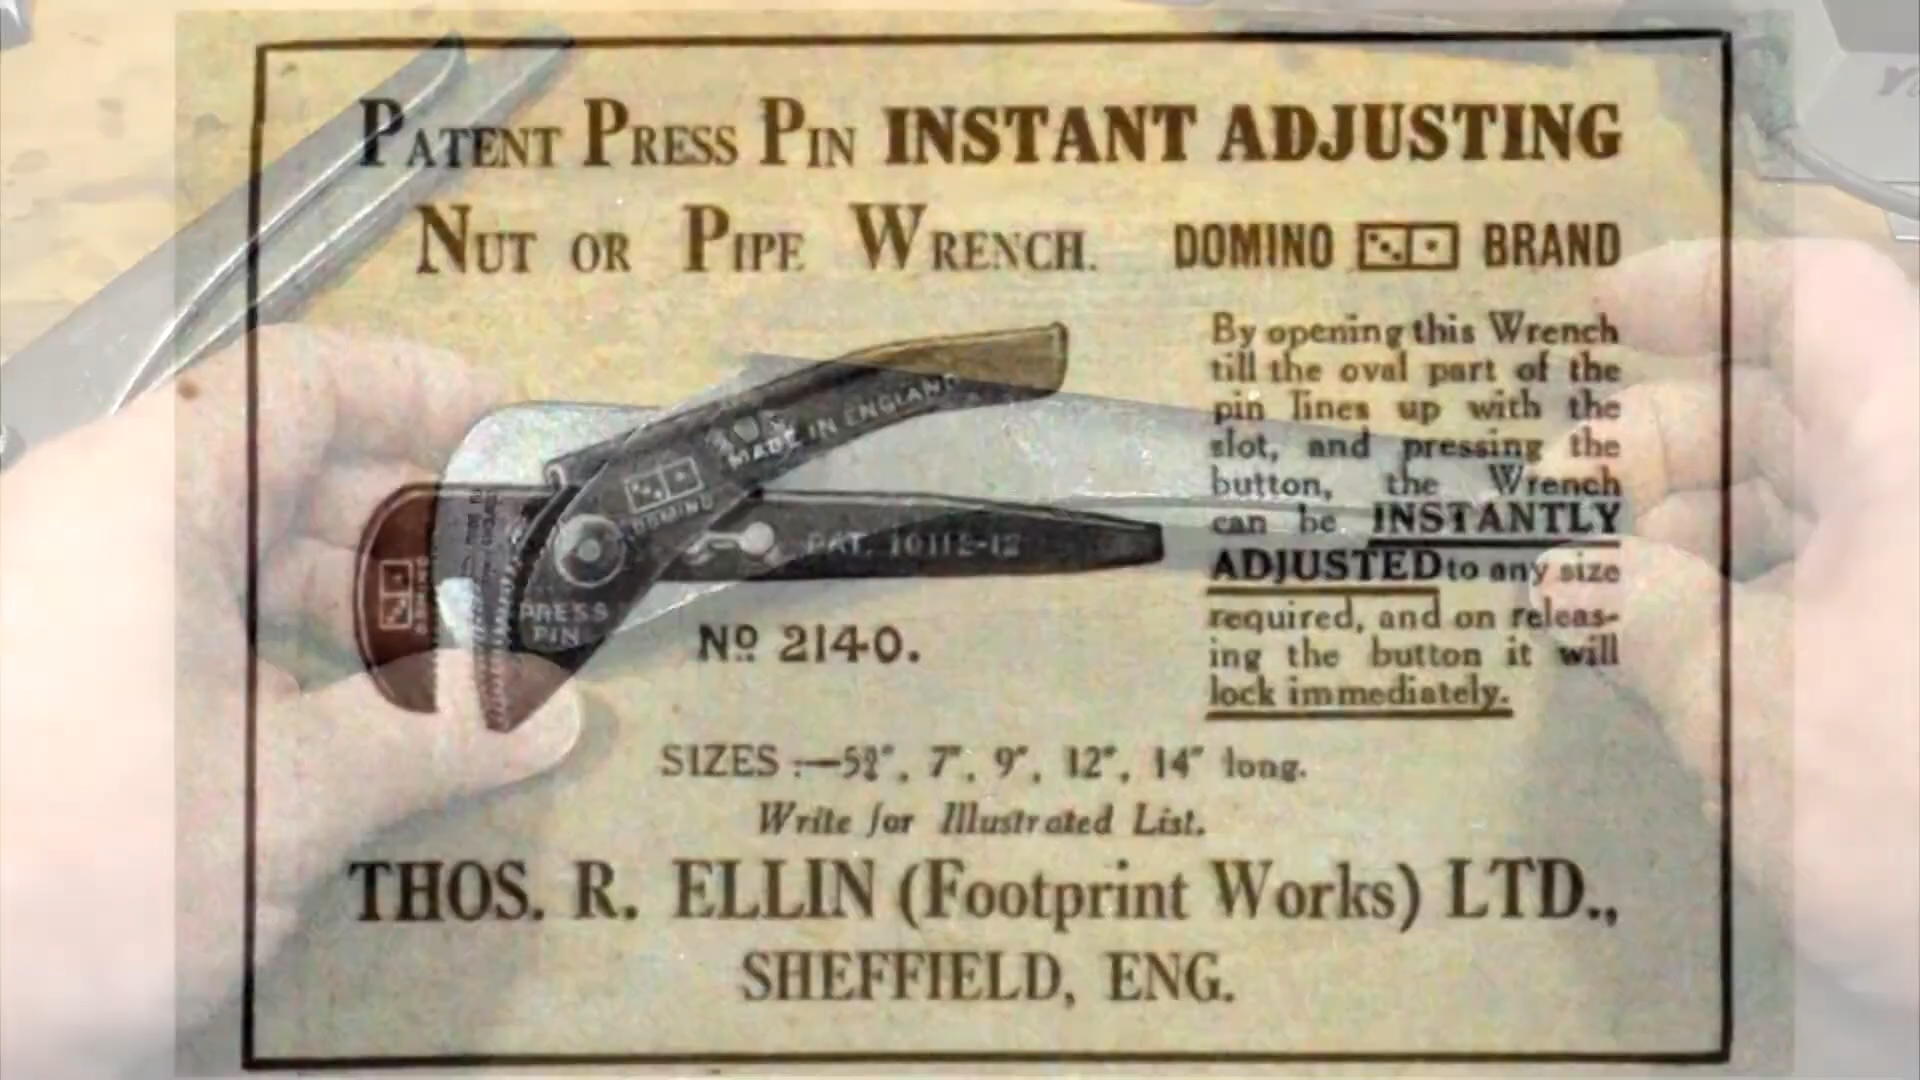 PATENT PRESS PIN INSTANT ADJUSTING
NUT OR PIPE WRENCH. DOMINO BRAND
By opening this Wrench
till the oval part of the
pin lines up with the
slot, and pressing the
button, the Wrench
can be INSTANTLY
ADJUSTED to any size
required, and on releas-
ing the button it will
lock immediately.
MADE IN ENGLAND
DOMINO
PAT. 10112-12
PRESS
PIN
No 2140.
SIZES :—5¾", 7", 9", 12", 14" long.
Write for Illustrated List.
THOS. R. ELLIN (Footprint Works) LTD.,
SHEFFIELD, ENG.